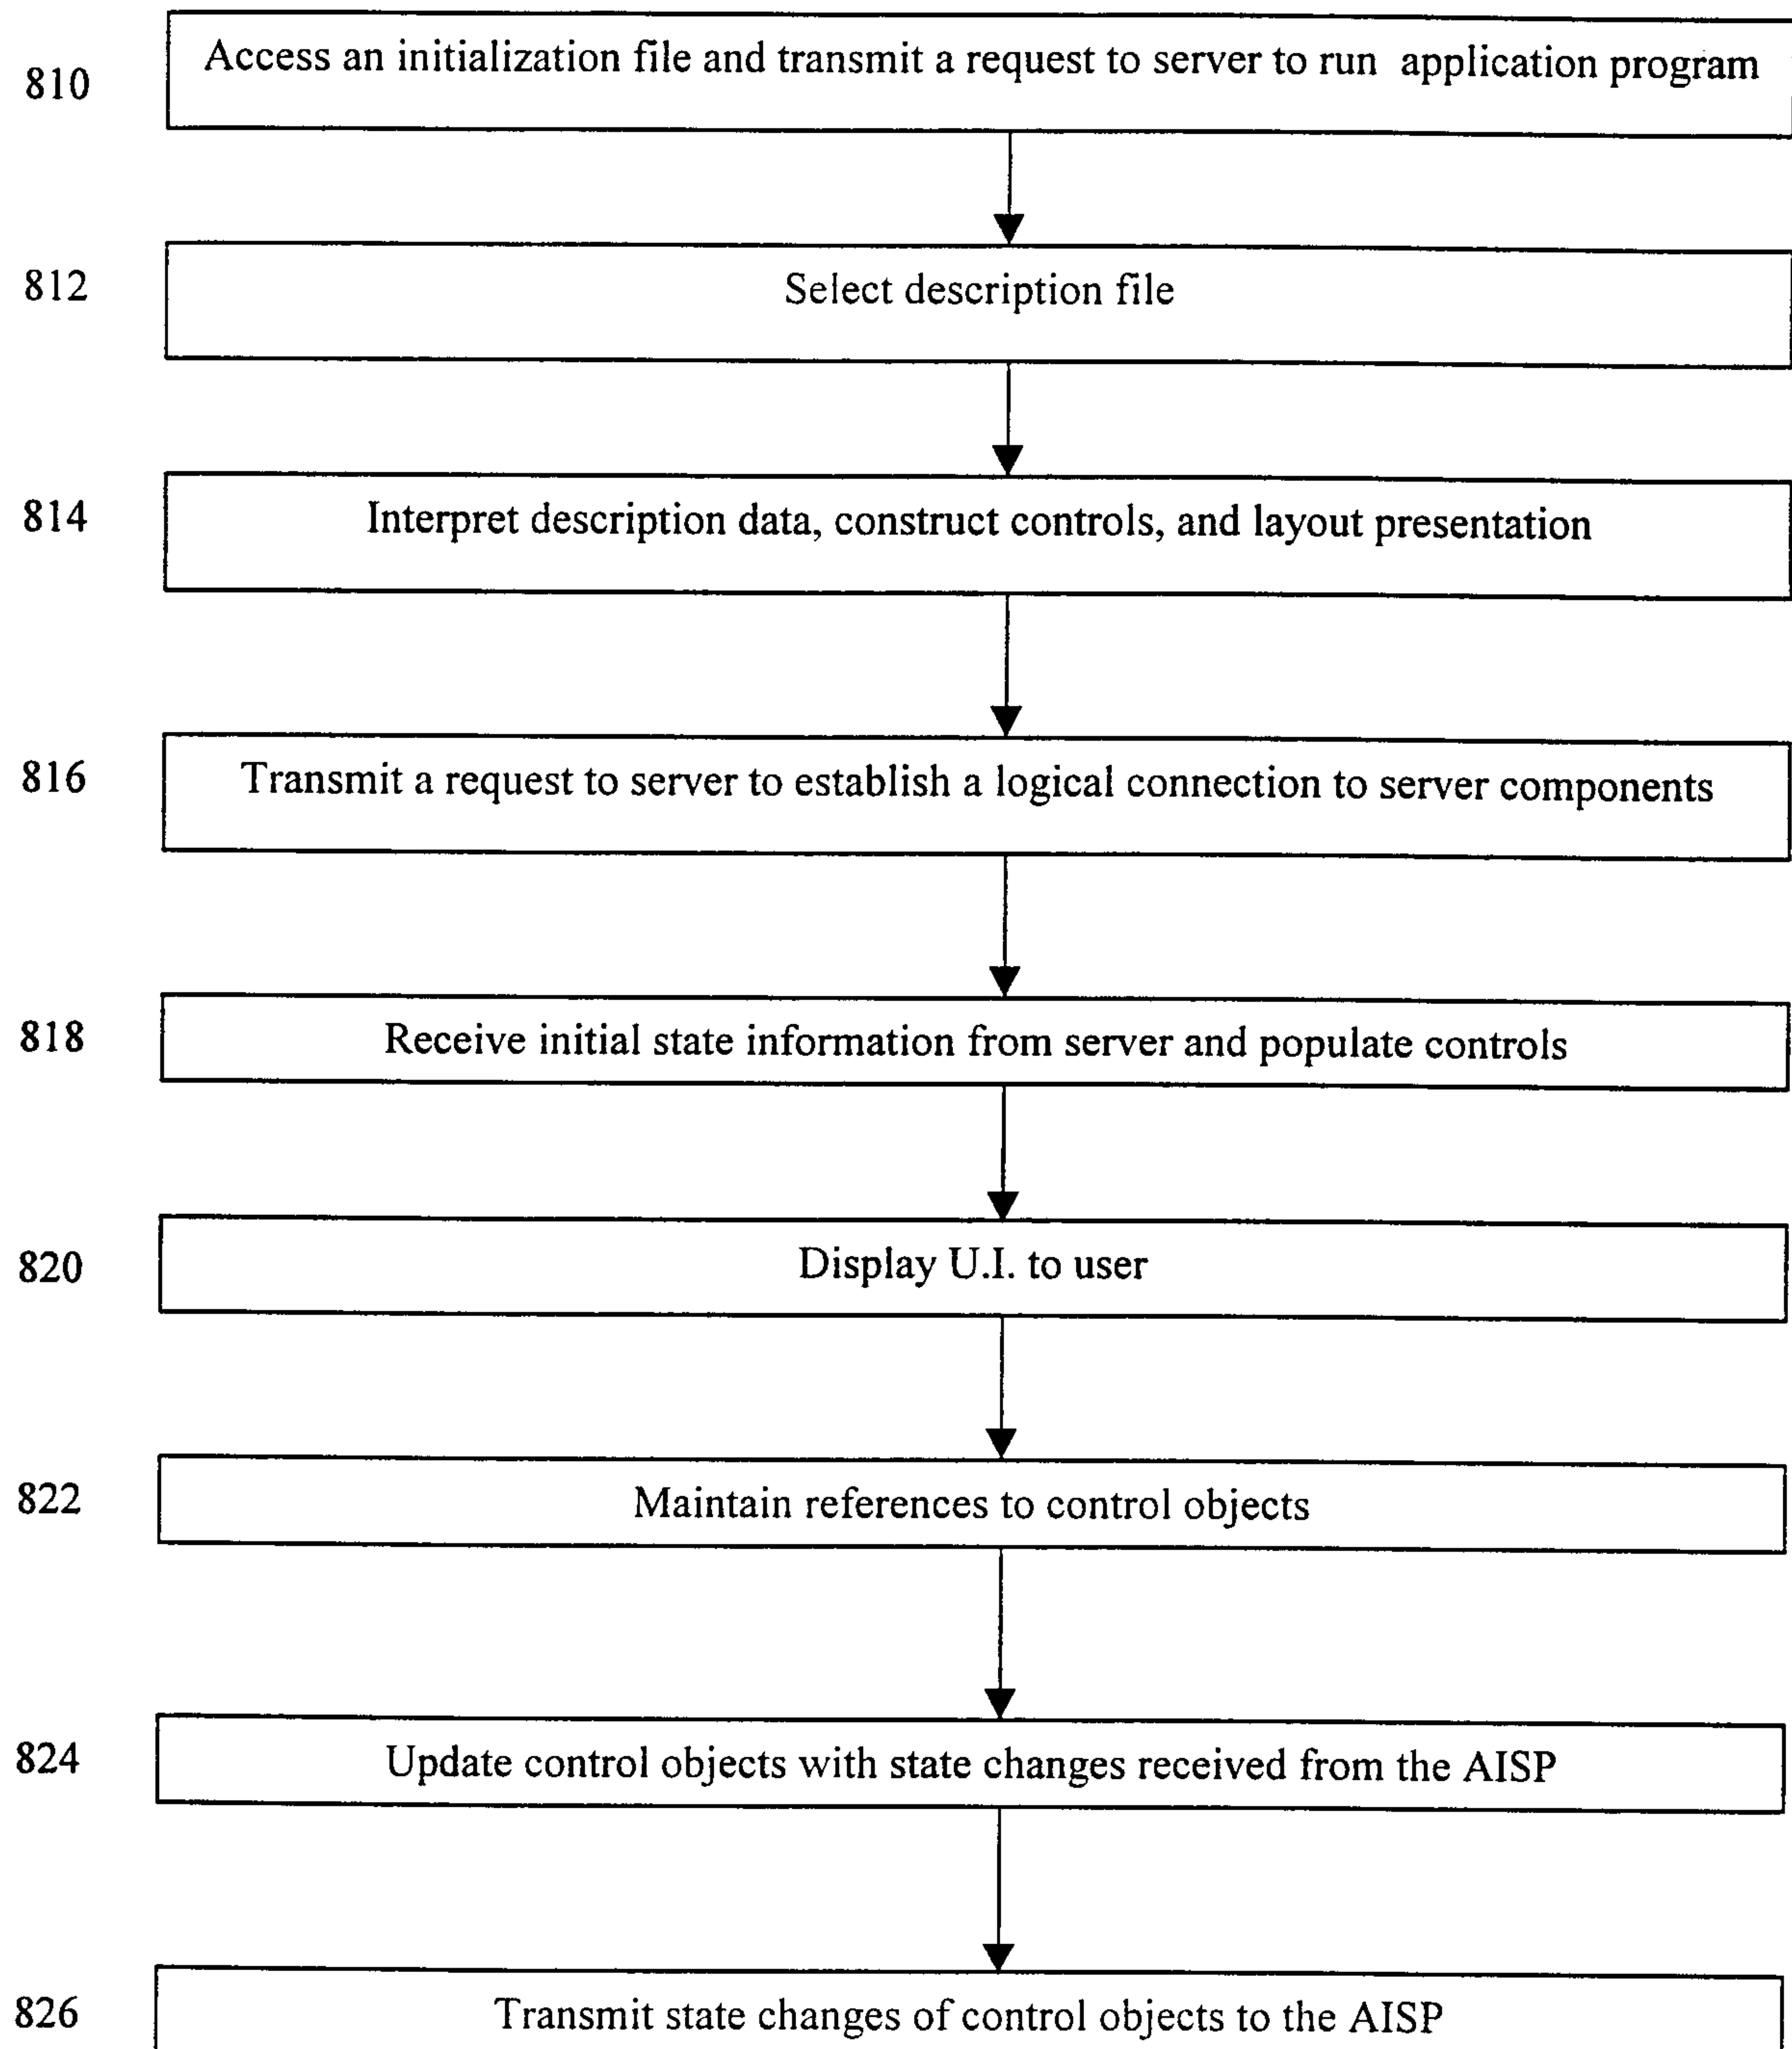 810
Access an initialization file and transmit a request to server to run application program
812
Select description file
814
Interpret description data, construct controls, and layout presentation
816
Transmit a request to server to establish a logical connection to server components
818
Receive initial state information from server and populate controls
820
Display U.I. to user
822
Maintain references to control objects
824
Update control objects with state changes received from the AISP
826
Transmit state changes of control objects to the AISP